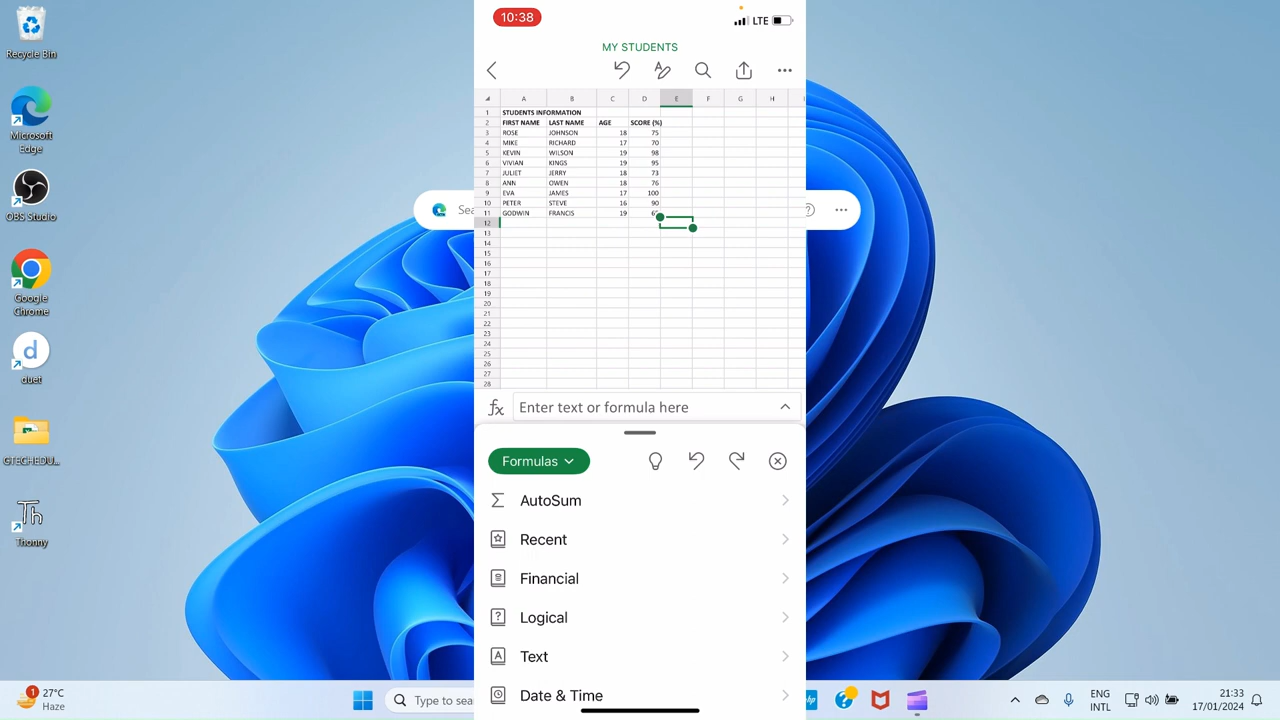 Recycle Bin
Microsoft
Edge
OBS Studio
Google
Chrome
duet
GTECHEDU...
Th
Thonny
27°C
Haze
1
10:38
LTE
MY STUDENTS
A B C D E F G H
1 STUDENTS INFORMATION
2 FIRST NAME LAST NAME AGE SCORE (%)
3 ROSE JOHNSON 18 75
4 MIKE RICHARD 17 70
5 KEVIN WILSON 19 98
6 VIVIAN KINGS 19 95
7 JULIET JERRY 18 73
8 ANN OWEN 18 76
9 EVA JAMES 17 100
10 PETER STEVE 16 90
11 GODWIN FRANCIS 19
12
13
14
15
16
17
18
19
20
21
22
23
24
25
26
27
28
Sea
fx Enter text or formula here
Formulas
AutoSum
Recent
Financial
Logical
Text
Date & Time
Type to sea
hp
ENG
INTL
17/01/202